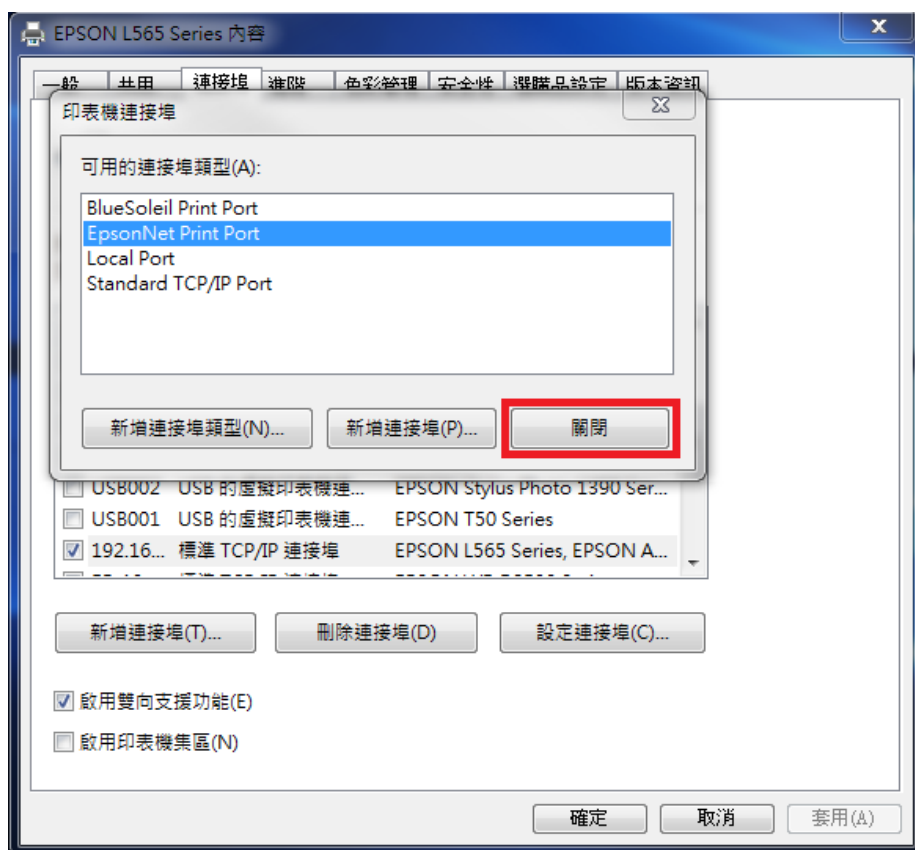 EPSON L565 Series 內容
一般 共用 連接埠 進階 色彩管理 安全性 選購品設定 版本資訊
印表機連接埠
可用的連接埠類型(A):
BlueSoleil Print Port
EpsonNet Print Port
Local Port
Standard TCP/IP Port
新增連接埠類型(N)... 新增連接埠(P)... 關閉
USB002 USB 的虛擬印表機連... EPSON Stylus Photo 1390 Ser...
USB001 USB 的虛擬印表機連... EPSON T50 Series
192.16... 標準 TCP/IP 連接埠 EPSON L565 Series, EPSON A...
新增連接埠(T)... 刪除連接埠(D) 設定連接埠(C)...
啟用雙向支援功能(E)
啟用印表機集區(N)
確定 取消 套用(A)